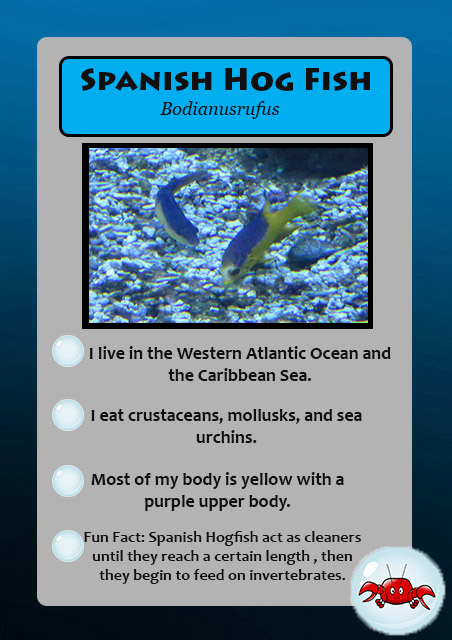 Spanish Hog Fish
Bodianusrufus
I live in the Western Atlantic Ocean and
the Caribbean Sea.
I eat crustaceans, mollusks, and sea
urchins.
Most of my body is yellow with a
purple upper body.
Fun Fact: Spanish Hogfish act as cleaners
until they reach a certain length , then
they begin to feed on invertebrates.